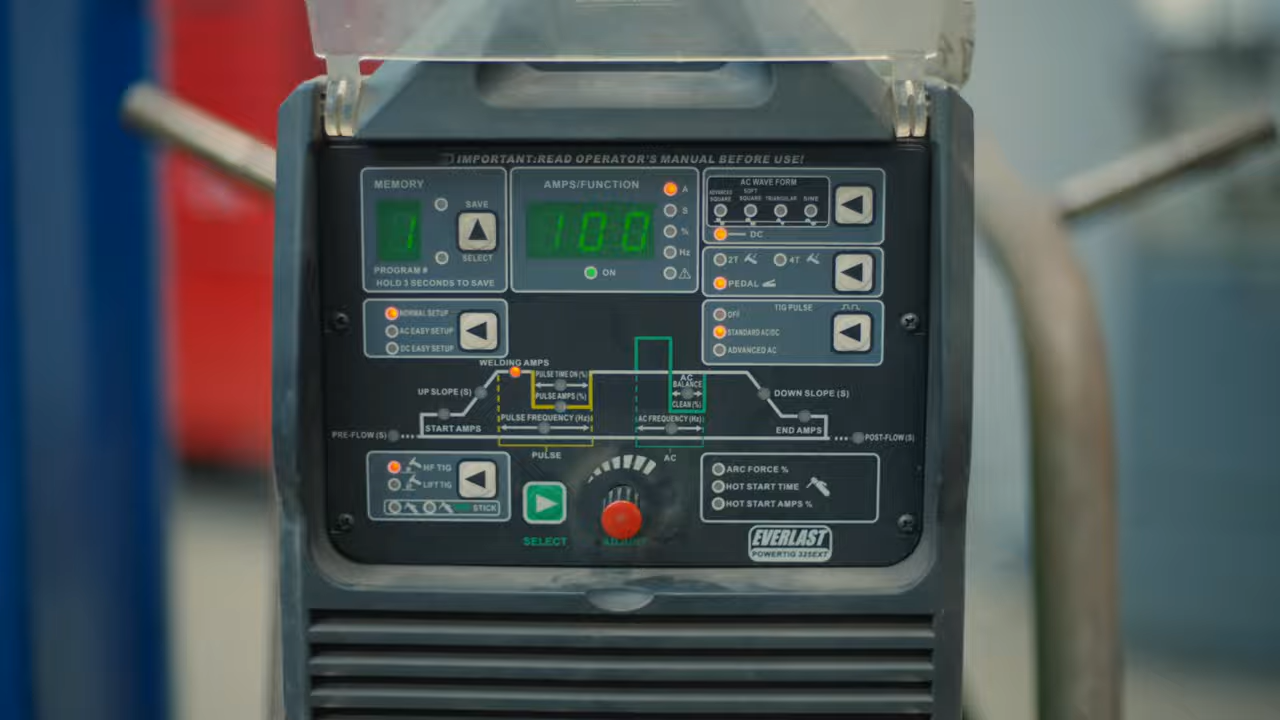 IMPORTANT:READ OPERATOR'S MANUAL BEFORE USE!
MEMORY
SAVE
1
SELECT
PROGRAM #
HOLD 3 SECONDS TO SAVE
AMPS/FUNCTION
A
S
100
%
Hz
ON
AC WAVE FORM
ADVANCED SQUARE
SOFT SQUARE
TRIANGULAR
SINE
DC
2T
4T
PEDAL
NORMAL SETUP
AC EASY SETUP
DC EASY SETUP
TIG PULSE
OFF
STANDARD AC/DC
ADVANCED AC
WELDING AMPS
PULSE TIME ON (%)
PULSE AMPS (%)
UP SLOPE (S)
START AMPS
PRE-FLOW (S)
PULSE FREQUENCY (Hz)
PULSE
AC BALANCE
CLEAN (%)
AC FREQUENCY (Hz)
AC
DOWN SLOPE (S)
END AMPS
POST-FLOW (S)
HF TIG
LIFT TIG
STICK
SELECT
ARC FORCE %
HOT START TIME
HOT START AMPS %
EVERLAST
POWERTIG 325EXT